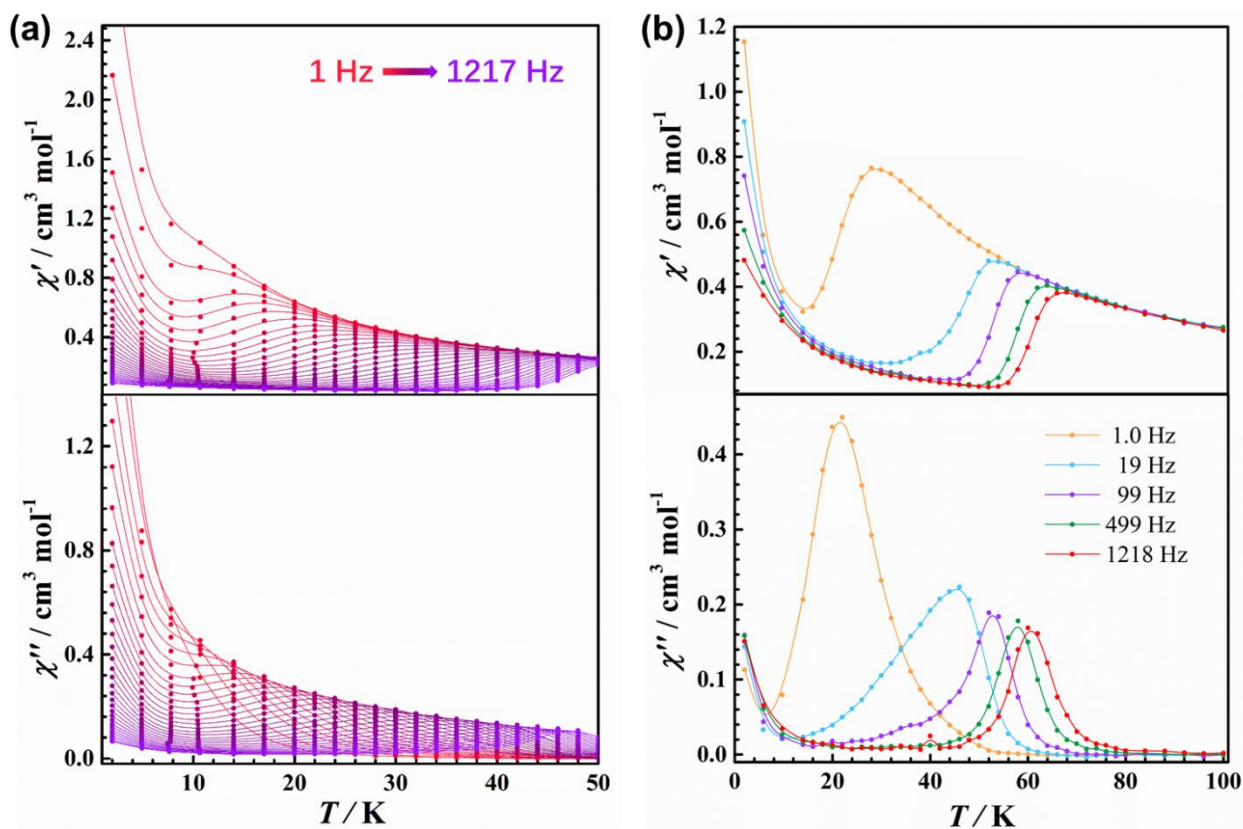 (a)
1 Hz 1217 Hz
2.4
2.0
1.6
1.2
0.8
0.4
χ′ / cm³ mol⁻¹
1.2
0.8
0.4
0.0
χ″ / cm³ mol⁻¹
10 20 30 40 50
T / K
(b)
1.2
1.0
0.8
0.6
0.4
0.2
χ′ / cm³ mol⁻¹
0.4
0.3
0.2
0.1
0.0
χ″ / cm³ mol⁻¹
1.0 Hz
19 Hz
99 Hz
499 Hz
1218 Hz
0 20 40 60 80 100
T / K